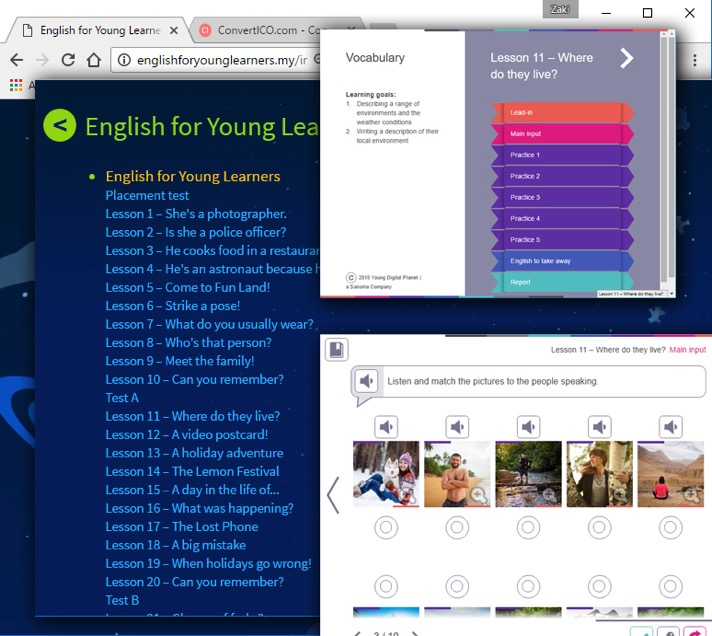 Zaki
English for Young Learne
ConvertICO.com - Co
englishforyounglearners.my/ir
English for Young Lea
English for Young Learners
Placement test
Lesson 1 – She's a photographer.
Lesson 2 – Is she a police officer?
Lesson 3 – He cooks food in a restauran
Lesson 4 – He's an astronaut because h
Lesson 5 – Come to Fun Land!
Lesson 6 – Strike a pose!
Lesson 7 – What do you usually wear?
Lesson 8 – Who's that person?
Lesson 9 – Meet the family!
Lesson 10 – Can you remember?
Test A
Lesson 11 – Where do they live?
Lesson 12 – A video postcard!
Lesson 13 – A holiday adventure
Lesson 14 – The Lemon Festival
Lesson 15 – A day in the life of...
Lesson 16 – What was happening?
Lesson 17 – The Lost Phone
Lesson 18 – A big mistake
Lesson 19 – When holidays go wrong!
Lesson 20 – Can you remember?
Test B
Vocabulary
Learning goals:
1. Describing a range of
environments and the
weather conditions
2. Writing a description of their
local environment
© 2015 Young Digital Planet |
a Sanoma Company
Lesson 11 – Where
do they live?
Lead-in
Main input
Practice 1
Practice 2
Practice 3
Practice 4
Practice 5
English to take away
Report
Lesson 11 – Where do they live?
Lesson 11 – Where do they live? Main input
Listen and match the pictures to the people speaking.
3 / 10